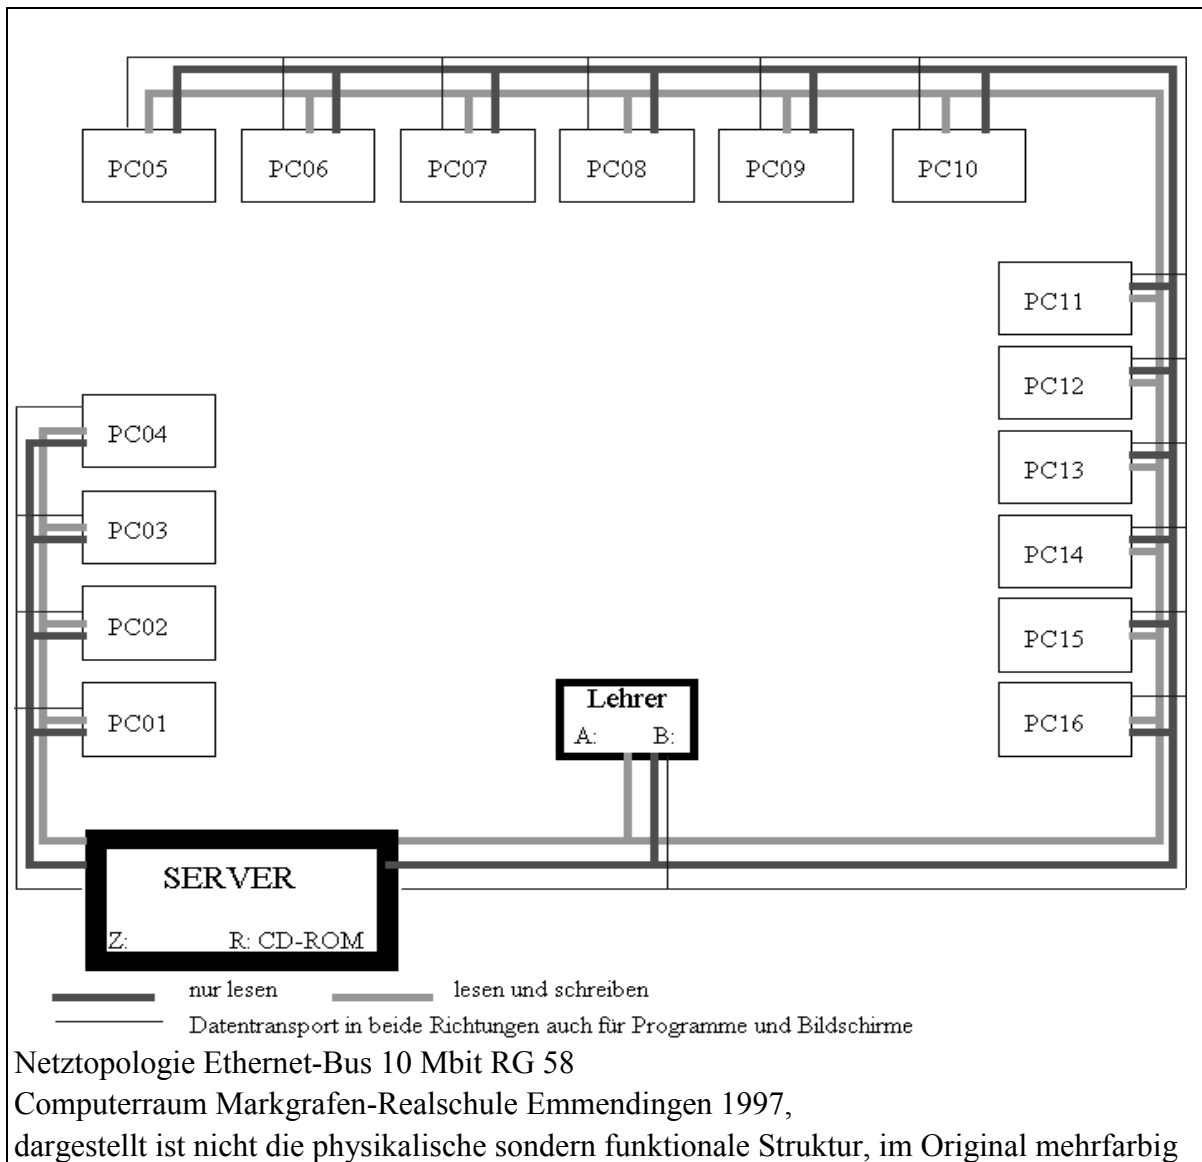 PC05 PC06 PC07 PC08 PC09 PC10
PC11
PC12
PC04
PC13
PC03
PC14
PC02
PC15
Lehrer
A: B:
PC01
PC16
SERVER
Z: R: CD-ROM
nur lesen lesen und schreiben
Datentransport in beide Richtungen auch für Programme und Bildschirme
Netztopologie Ethernet-Bus 10 Mbit RG 58
Computerraum Markgrafen-Realschule Emmendingen 1997,
dargestellt ist nicht die physikalische sondern funktionale Struktur, im Original mehrfarbig